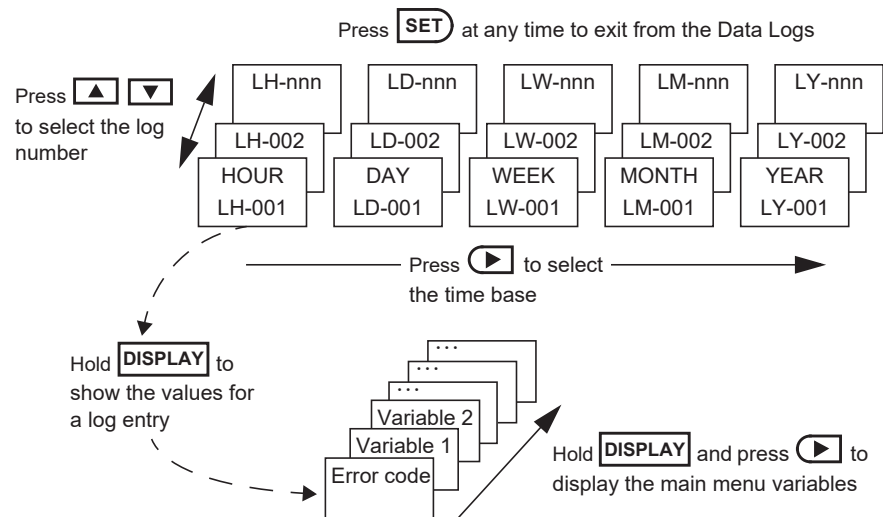 Press SET at any time to exit from the Data Logs
Press ▲ ▼
to select the log
number
LH-nnn LD-nnn LW-nnn LM-nnn LY-nnn
LH-002 LD-002 LW-002 LM-002 LY-002
HOUR DAY WEEK MONTH YEAR
LH-001 LD-001 LW-001 LM-001 LY-001
Press ▶ to select
the time base
Hold DISPLAY to
show the values for
a log entry
...
...
...
Variable 2
Variable 1
Error code
Hold DISPLAY and press ▶ to
display the main menu variables